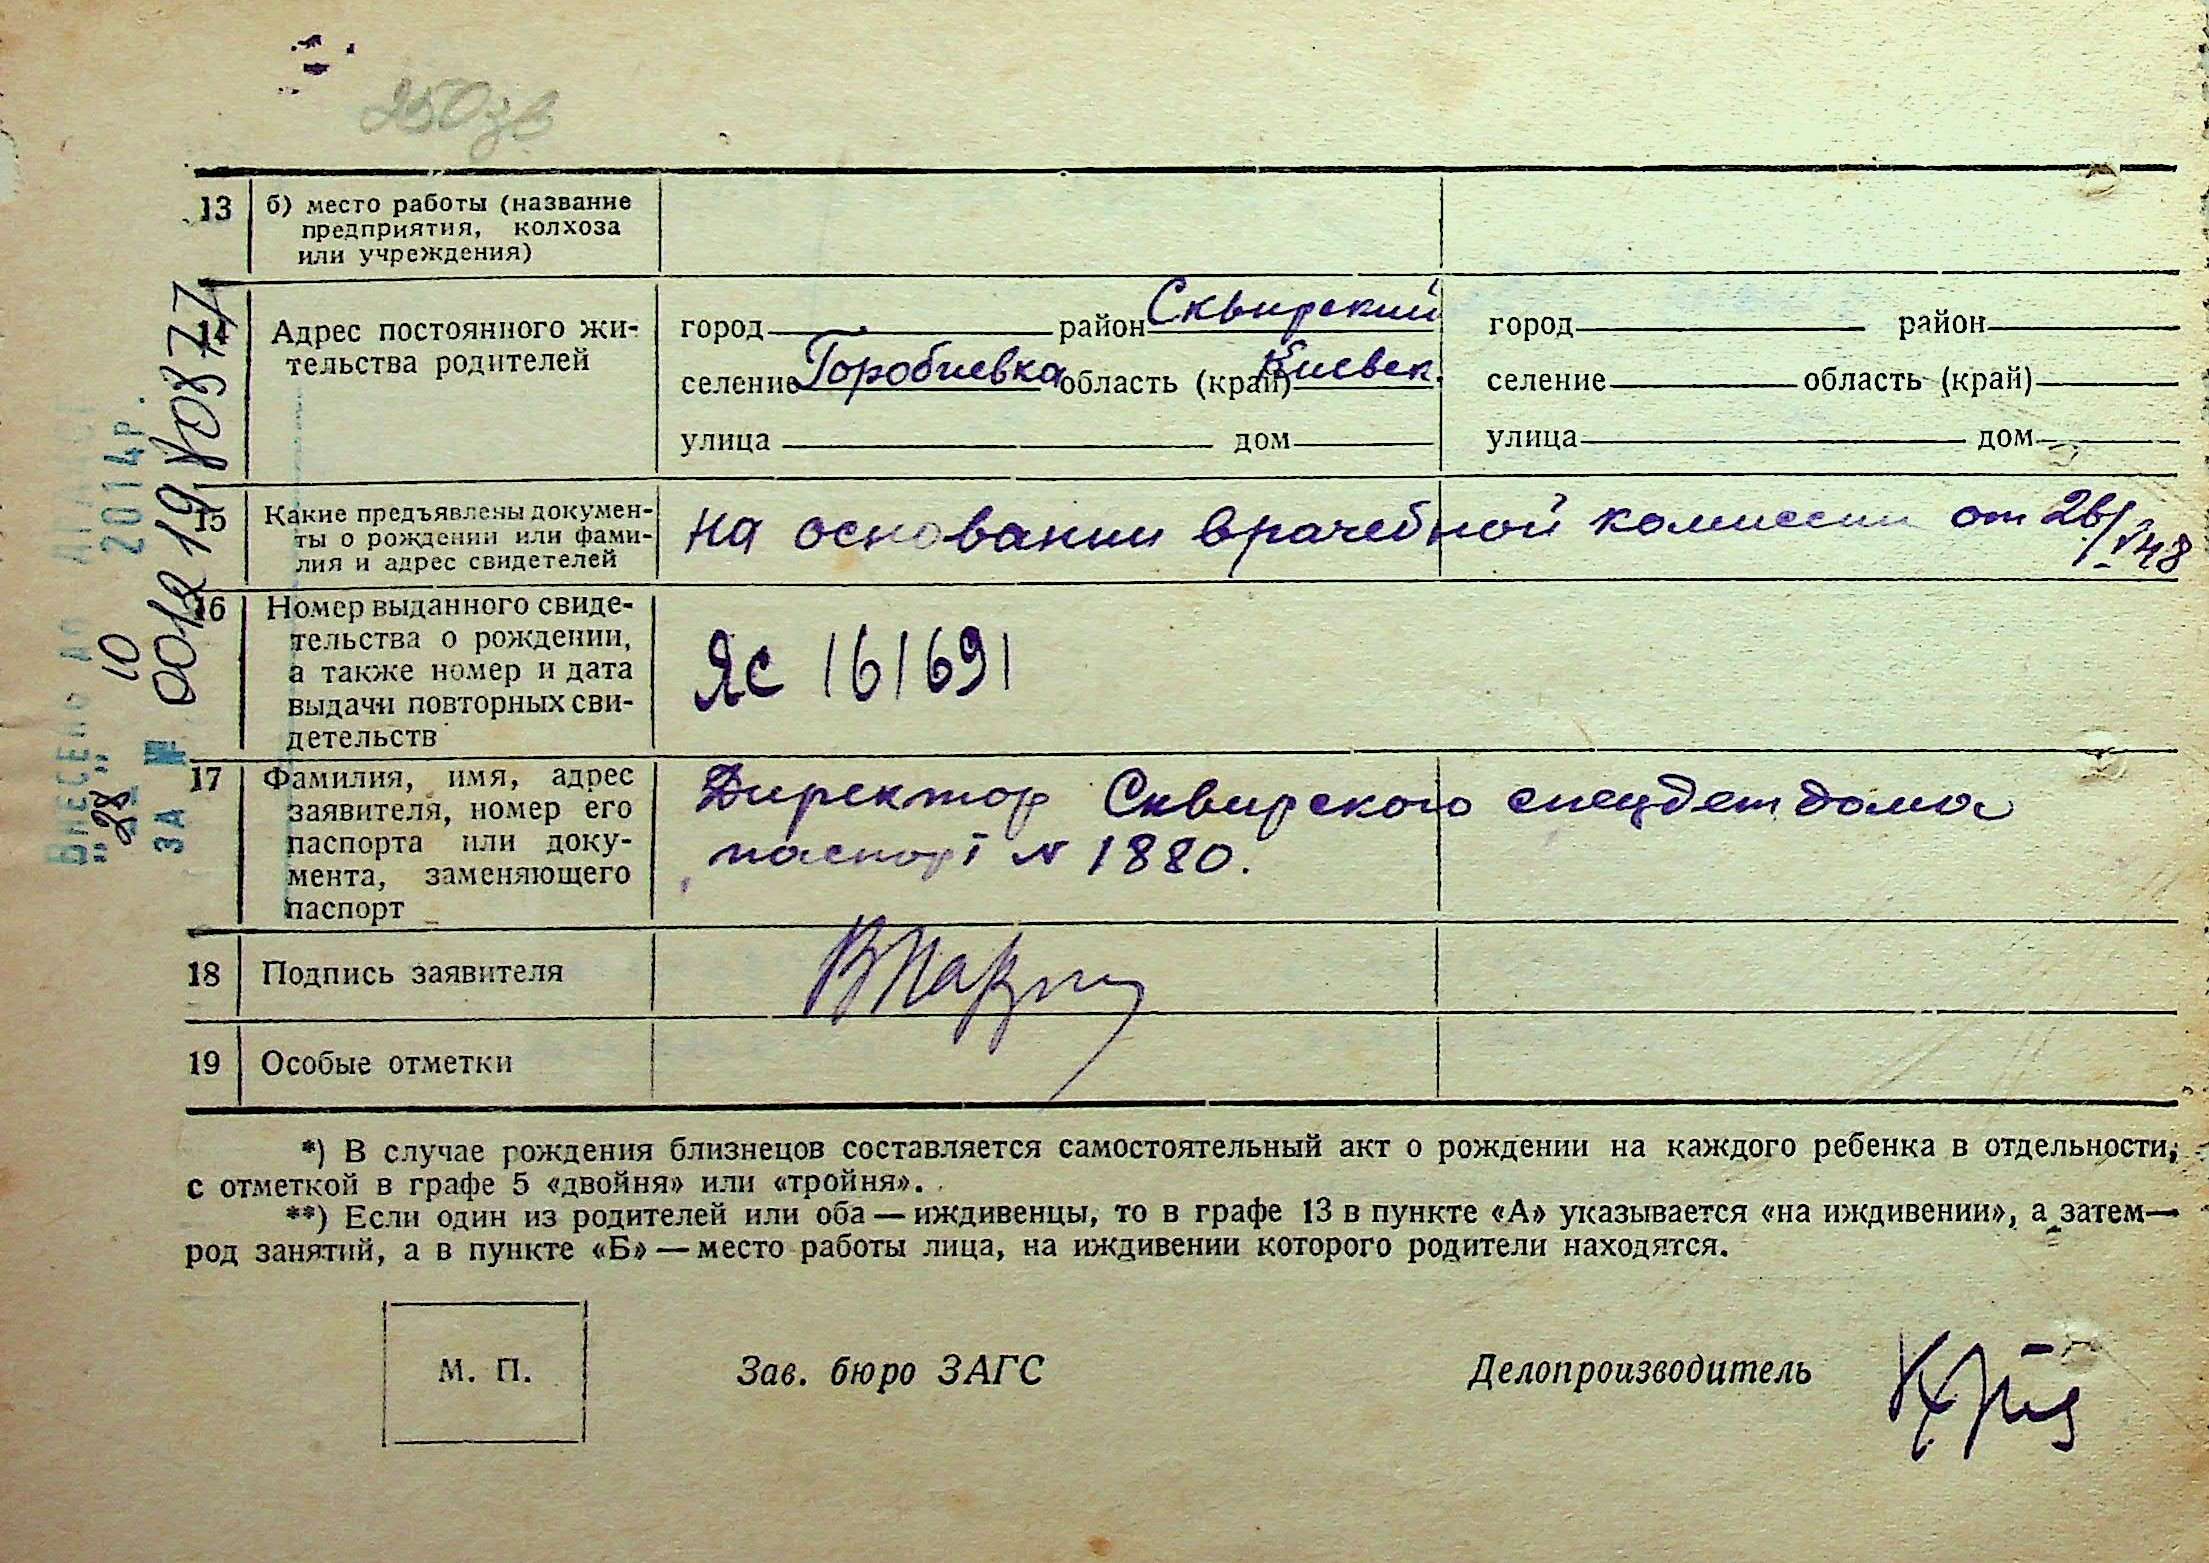 13 б) место работы (название
предприятия, колхоза
или учреждения)
14 Адрес постоянного жи-
тельства родителей
город район Сквирский
селение Горобиевка область (край) Киевск.
улица дом
город район
селение область (край)
улица дом
15 Какие предъявлены докумен-
ты о рождении или фами-
лия и адрес свидетелей
на основании врачебной комиссии от 26/V 48
16 Номер выданного свиде-
тельства о рождении,
а также номер и дата
выдачи повторных сви-
детельств
ЯС 161691
17 Фамилия, имя, адрес
заявителя, номер его
паспорта или доку-
мента, заменяющего
паспорт
Директор Сквирского спецдетдома
паспорт № 1880.
18 Подпись заявителя
19 Особые отметки
*) В случае рождения близнецов составляется самостоятельный акт о рождении на каждого ребенка в отдельности,
с отметкой в графе 5 «двойня» или «тройня».
**) Если один из родителей или оба — иждивенцы, то в графе 13 в пункте «А» указывается «на иждивении», а затем —
род занятий, а в пункте «Б» — место работы лица, на иждивении которого родители находятся.
М. П.
Зав. бюро ЗАГС
Делопроизводитель
ВНЕСЕНО ДО
"28" 10 2014р.
ЗА №